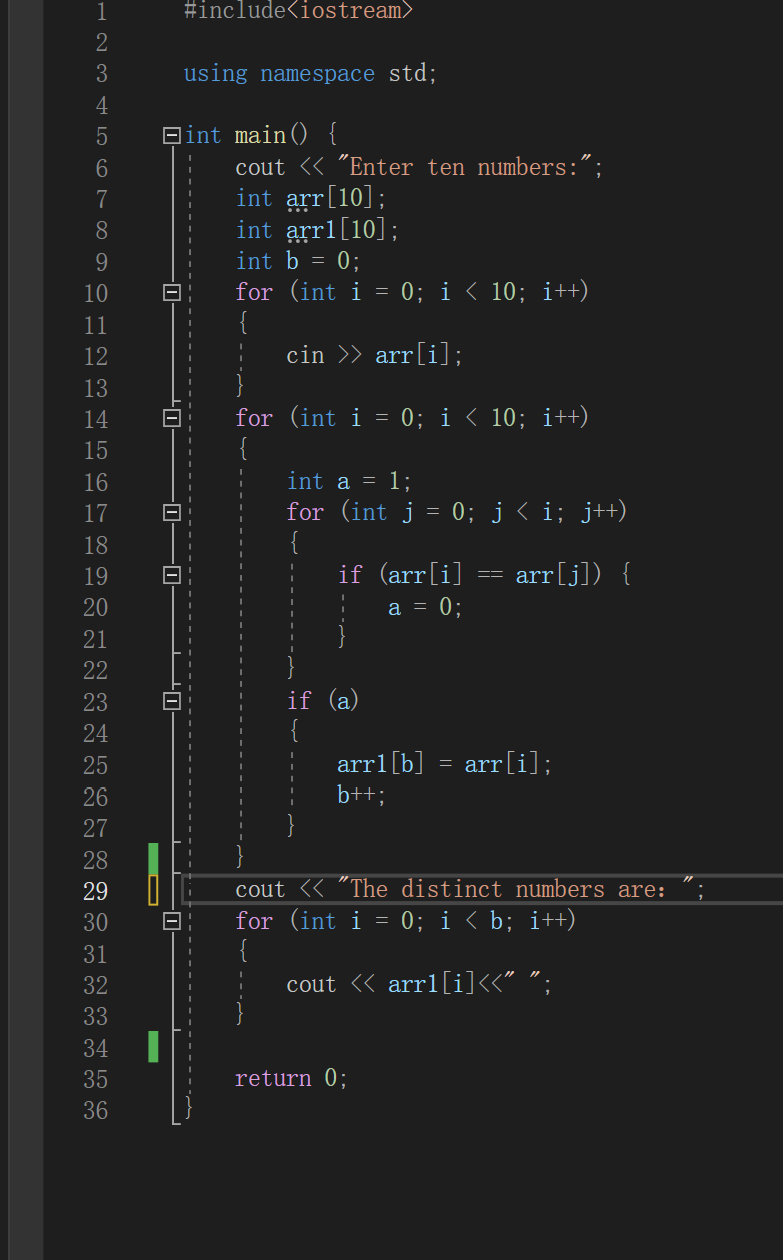 1 #include<iostream>
2
3 using namespace std;
4
5 int main() {
6 cout << "Enter ten numbers:";
7 int arr[10];
8 int arr1[10];
9 int b = 0;
10 for (int i = 0; i < 10; i++)
11 {
12 cin >> arr[i];
13 }
14 for (int i = 0; i < 10; i++)
15 {
16 int a = 1;
17 for (int j = 0; j < i; j++)
18 {
19 if (arr[i] == arr[j]) {
20 a = 0;
21 }
22 }
23 if (a)
24 {
25 arr1[b] = arr[i];
26 b++;
27 }
28 }
29 cout << "The distinct numbers are：";
30 for (int i = 0; i < b; i++)
31 {
32 cout << arr1[i]<<" ";
33 }
34
35 return 0;
36 }